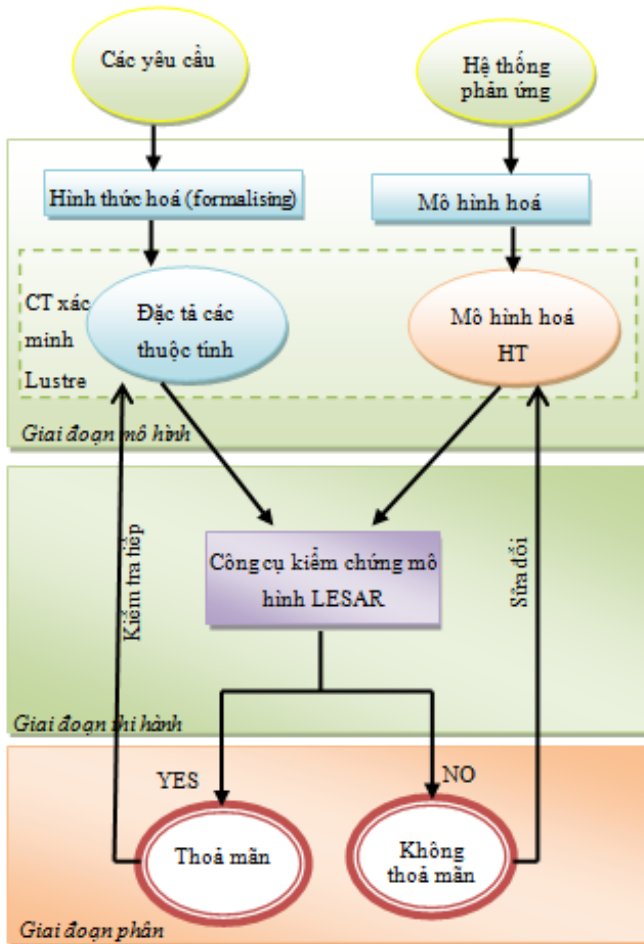 Các yêu cầu
Hệ thống
phản ứng
Hình thức hoá (formalising)
Mô hình hoá
CT xác
minh
Lustre
Đặc tả các
thuộc tính
Mô hình hoá
HT
Giai đoạn mô hình
Công cụ kiểm chứng mô
hình LESAR
Kiểm tra tiếp
Sửa đổi
Giai đoạn thi hành
YES
NO
Thoả mãn
Không
thoả mãn
Giai đoạn phân